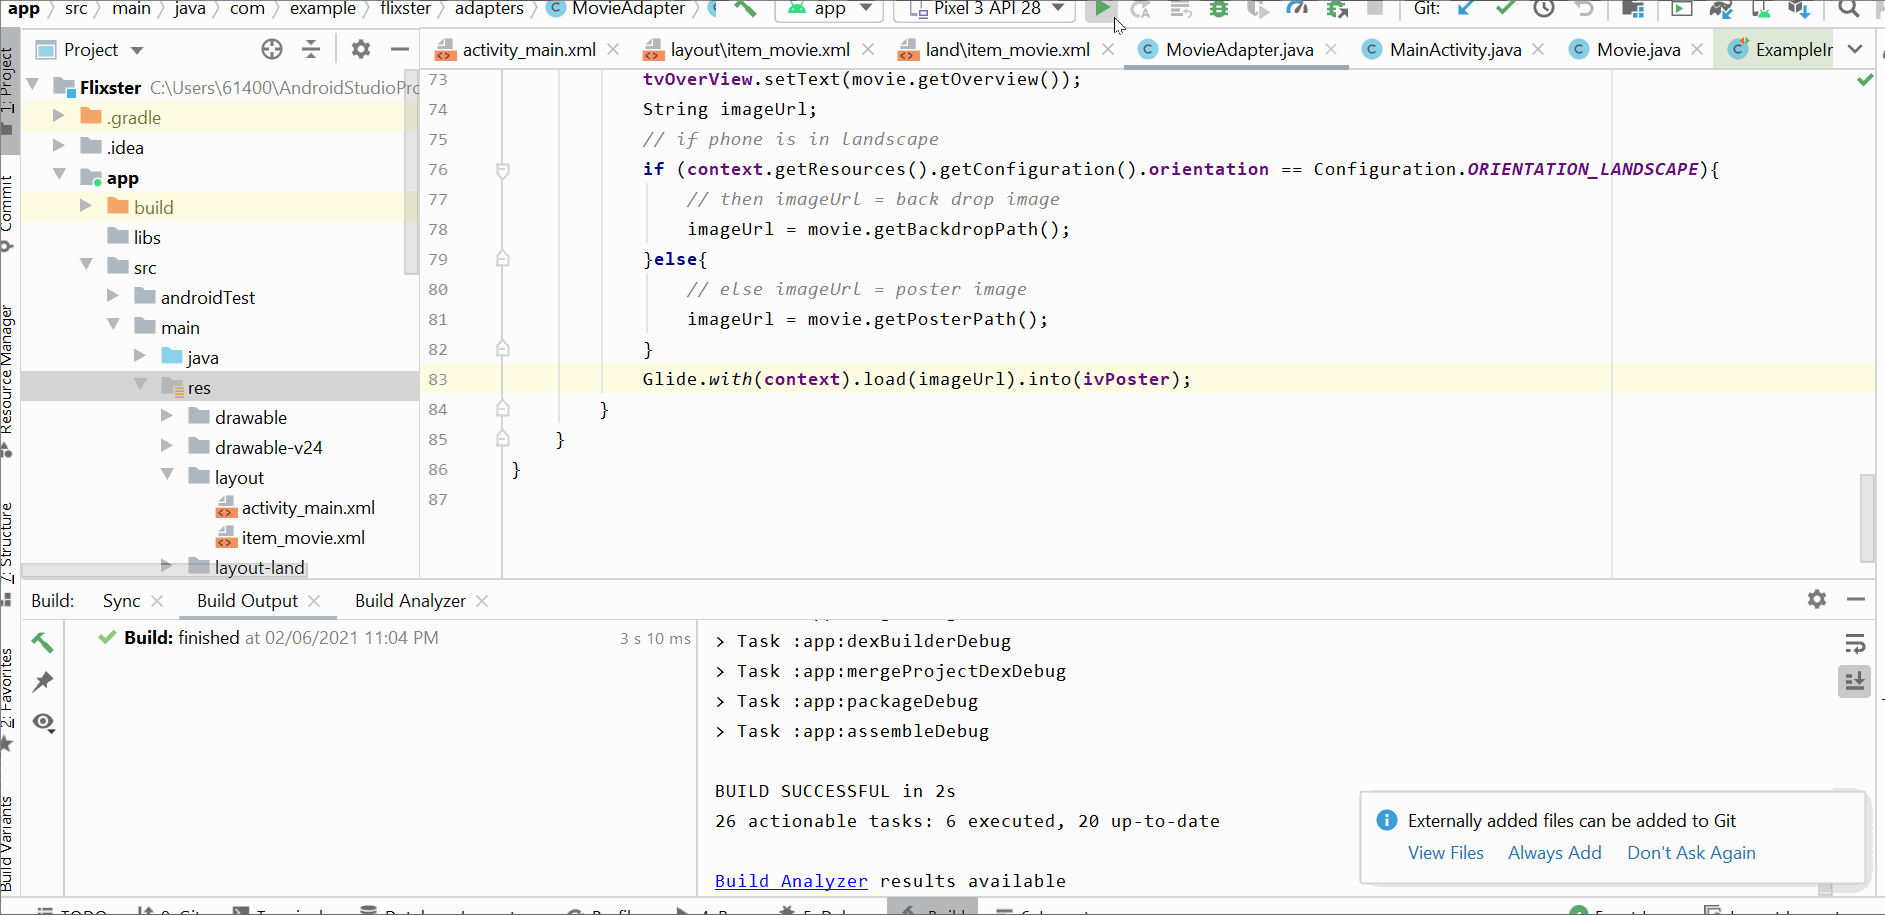 app src main java com example flixster adapters MovieAdapter app Pixel 3 API 28 Git:
Project
activity_main.xml layout\item_movie.xml land\item_movie.xml MovieAdapter.java MainActivity.java Movie.java ExampleIr
1: Project
Commit
Resource Manager
7: Structure
2: Favorites
Build Variants
Flixster C:\Users\61400\AndroidStudioPro
.gradle
.idea
app
build
libs
src
androidTest
main
java
res
drawable
drawable-v24
layout
activity_main.xml
item_movie.xml
layout-land
73 tvOverView.setText(movie.getOverview());
74 String imageUrl;
75 // if phone is in landscape
76 if (context.getResources().getConfiguration().orientation == Configuration.ORIENTATION_LANDSCAPE){
77 // then imageUrl = back drop image
78 imageUrl = movie.getBackdropPath();
79 }else{
80 // else imageUrl = poster image
81 imageUrl = movie.getPosterPath();
82 }
83 Glide.with(context).load(imageUrl).into(ivPoster);
84 }
85 }
86 }
87
Build: Sync Build Output Build Analyzer
Build: finished at 02/06/2021 11:04 PM 3 s 10 ms
> Task :app:dexBuilderDebug
> Task :app:mergeProjectDexDebug
> Task :app:packageDebug
> Task :app:assembleDebug
BUILD SUCCESSFUL in 2s
26 actionable tasks: 6 executed, 20 up-to-date
Build Analyzer results available
Externally added files can be added to Git
View Files Always Add Don't Ask Again